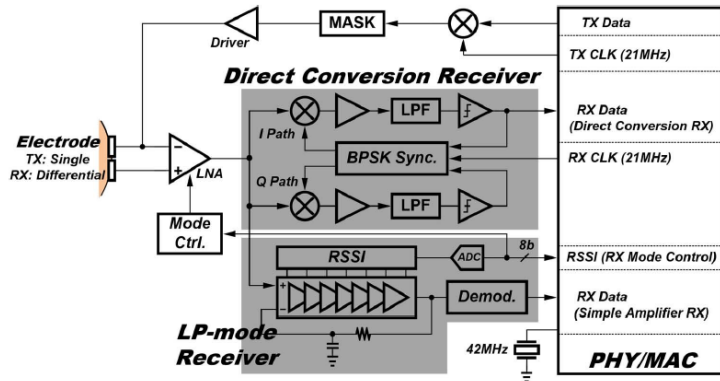 TX Data
MASK
Driver
TX CLK (21MHz)
Direct Conversion Receiver
LPF
RX Data
(Direct Conversion RX)
I Path
Electrode
TX: Single
RX: Differential
−
+
LNA
BPSK Sync.
RX CLK (21MHz)
Q Path
LPF
Mode
Ctrl.
8b
RSSI
ADC
RSSI (RX Mode Control)
+
−
Demod.
RX Data
(Simple Amplifier RX)
LP-mode
Receiver
42MHz
PHY/MAC